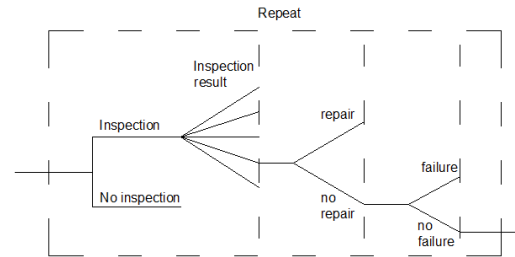 Repeat
Inspection
result
Inspection
repair
failure
No inspection
no
repair
no
failure